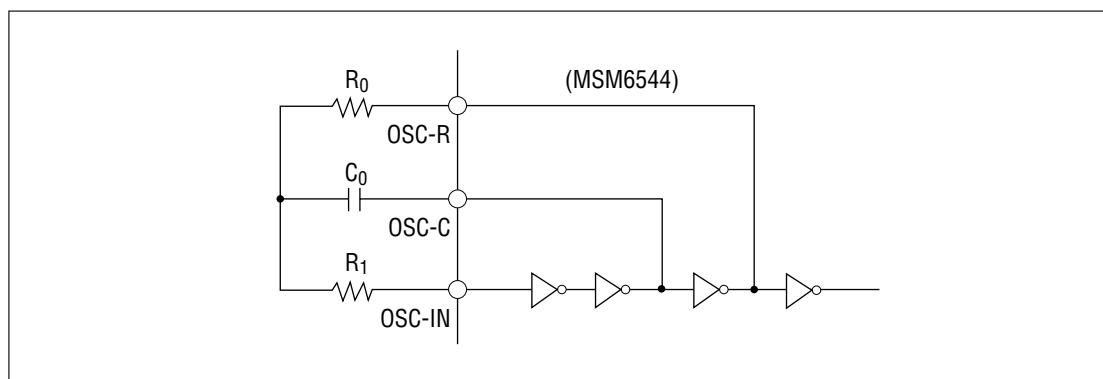 R0
(MSM6544)
OSC-R
C0
OSC-C
R1
OSC-IN